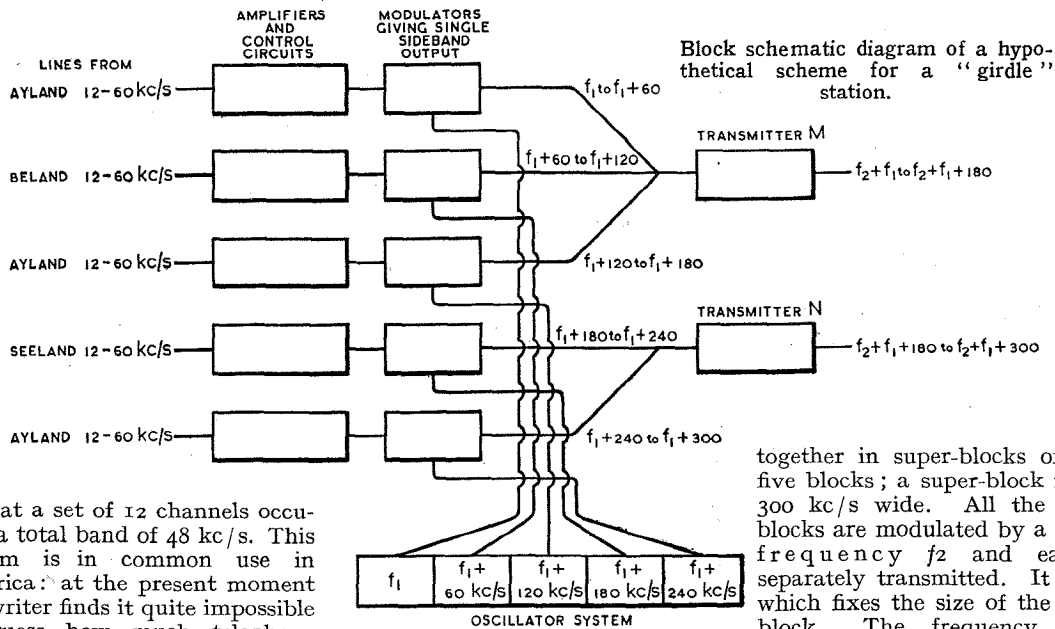 AMPLIFIERS
AND
CONTROL
CIRCUITS
MODULATORS
GIVING SINGLE
SIDEBAND
OUTPUT
Block schematic diagram of a hypo-
thetical scheme for a "girdle"
station.
LINES FROM
AYLAND 12-60 kc/s
f₁ to f₁+60
TRANSMITTER M
BELAND 12-60 kc/s
f₁+60 to f₁+120
f₂+f₁ to f₂+f₁+180
AYLAND 12-60 kc/s
f₁+120 to f₁+180
TRANSMITTER N
SEELAND 12-60 kc/s
f₁+180 to f₁+240
f₂+f₁+180 to f₂+f₁+300
AYLAND 12-60 kc/s
f₁+240 to f₁+300
at a set of 12 channels occu-
a total band of 48 kc/s. This
is in common use in
at the present moment
finds it quite impossible
how much
f₁
f₁+
60 kc/s
f₁+
120 kc/s
f₁+
180 kc/s
f₁+
240 kc/s
OSCILLATOR SYSTEM
together in super-blocks
five blocks; a super-block
300 kc/s wide. All the
blocks are modulated by a
frequency f2 and
separately transmitted. It
which fixes the size of the
block. The frequency